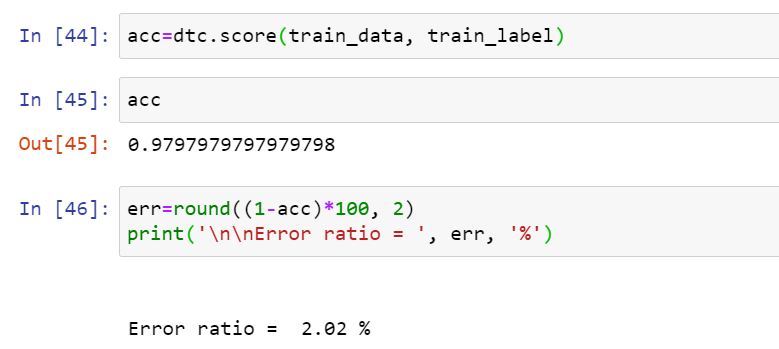 In [44]: acc=dtc.score(train_data, train_label)
In [45]: acc
Out[45]: 0.9797979797979798
In [46]: err=round((1-acc)*100, 2)
print('\n\nError ratio = ', err, '%')
Error ratio =  2.02 %